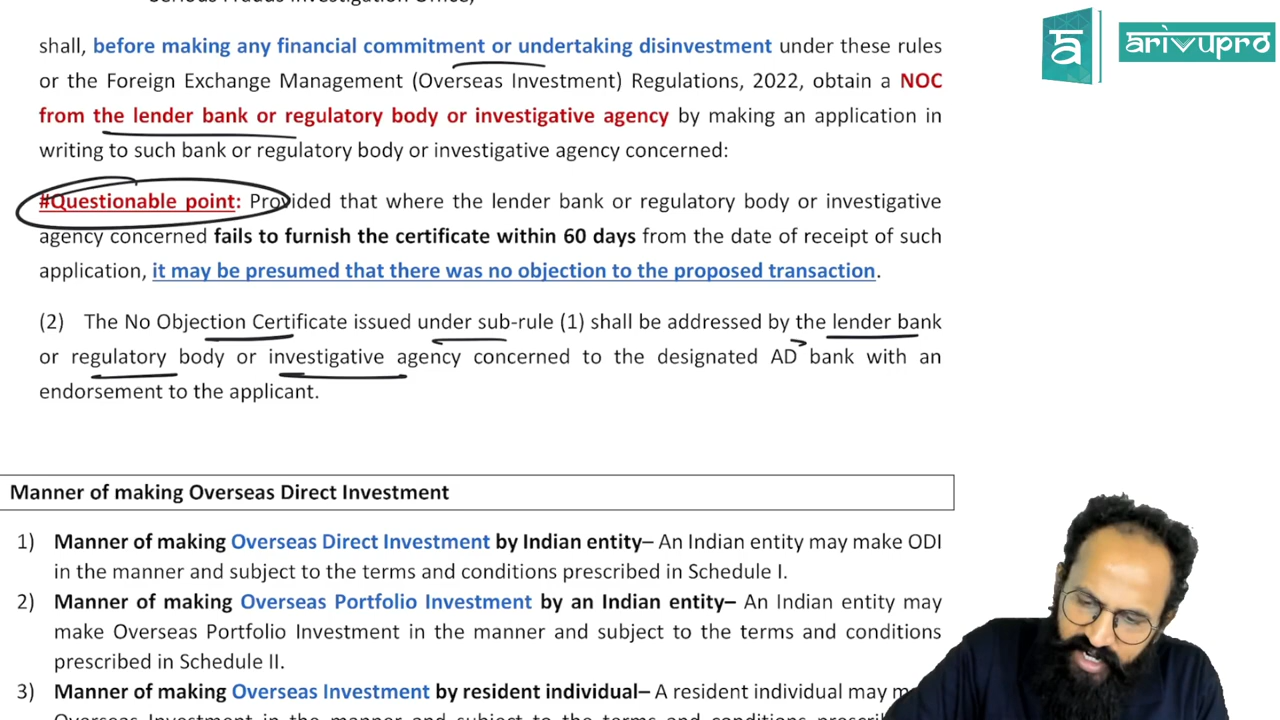 shall, before making any financial commitment or undertaking disinvestment under these rules
or the Foreign Exchange Management (Overseas Investment) Regulations, 2022, obtain a NOC
from the lender bank or regulatory body or investigative agency by making an application in
writing to such bank or regulatory body or investigative agency concerned:
#Questionable point: Provided that where the lender bank or regulatory body or investigative
agency concerned fails to furnish the certificate within 60 days from the date of receipt of such
application, it may be presumed that there was no objection to the proposed transaction.
(2) The No Objection Certificate issued under sub-rule (1) shall be addressed by the lender bank
or regulatory body or investigative agency concerned to the designated AD bank with an
endorsement to the applicant.
Manner of making Overseas Direct Investment
1) Manner of making Overseas Direct Investment by Indian entity– An Indian entity may make ODI
in the manner and subject to the terms and conditions prescribed in Schedule I.
2) Manner of making Overseas Portfolio Investment by an Indian entity– An Indian entity may
make Overseas Portfolio Investment in the manner and subject to the terms and conditions
prescribed in Schedule II.
3) Manner of making Overseas Investment by resident individual– A resident individual may
arivupro